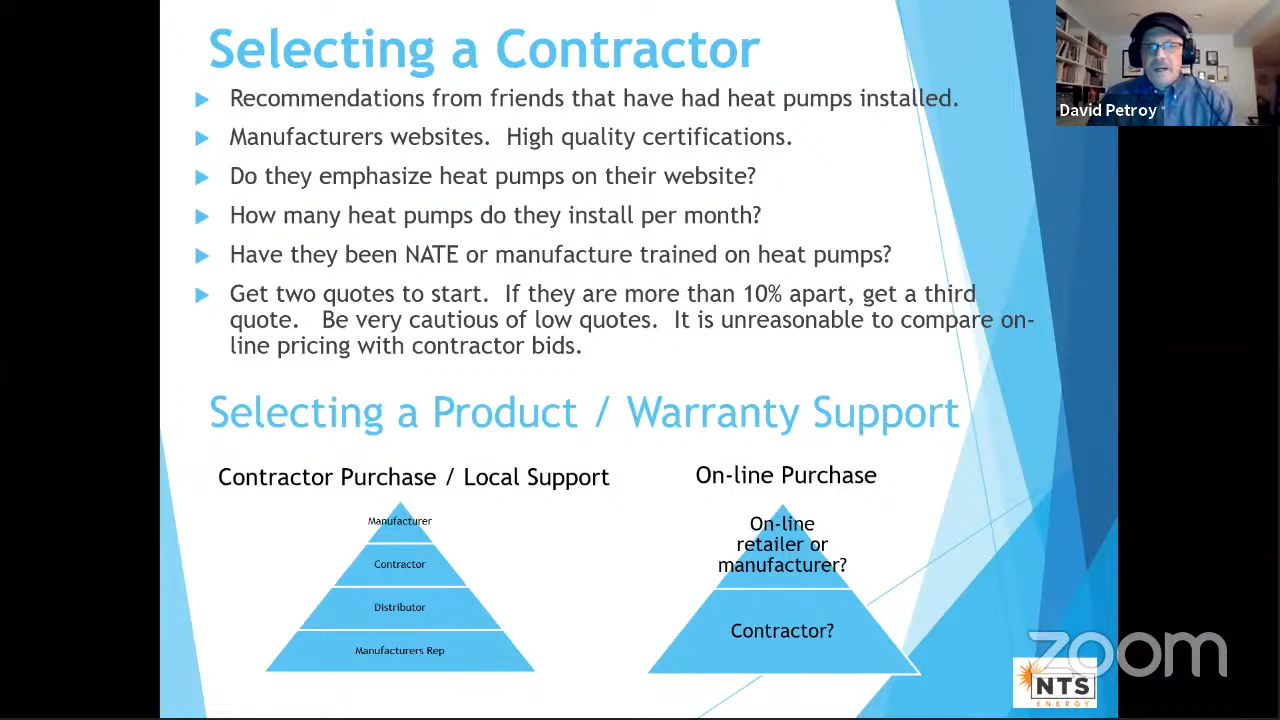 Selecting a Contractor
Recommendations from friends that have had heat pumps installed.
Manufacturers websites.  High quality certifications.
Do they emphasize heat pumps on their website?
How many heat pumps do they install per month?
Have they been NATE or manufacture trained on heat pumps?
Get two quotes to start.  If they are more than 10% apart, get a third
quote.   Be very cautious of low quotes.  It is unreasonable to compare on-
line pricing with contractor bids.
David Petroy
Selecting a Product / Warranty Support
Contractor Purchase / Local Support
Manufacturer
Contractor
Distributor
Manufacturers Rep
On-line Purchase
On-line
retailer or
manufacturer?
Contractor?
zoom
NTS
ENERGY